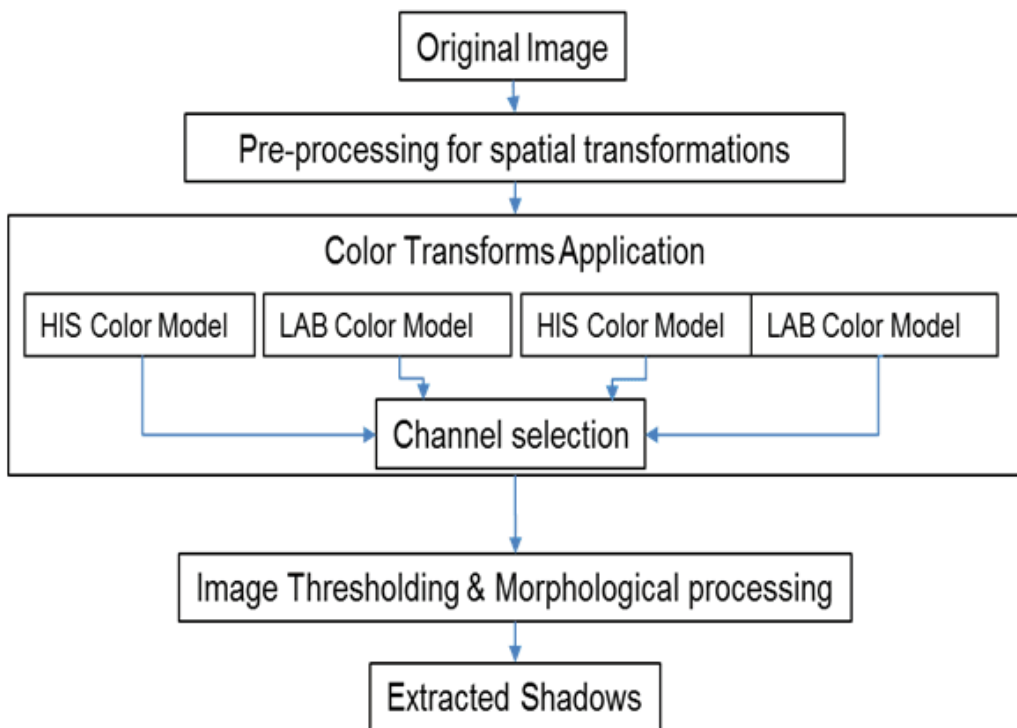 Original Image
Pre-processing for spatial transformations
Color Transforms Application
HIS Color Model
LAB Color Model
HIS Color Model
LAB Color Model
Channel selection
Image Thresholding & Morphological processing
Extracted Shadows